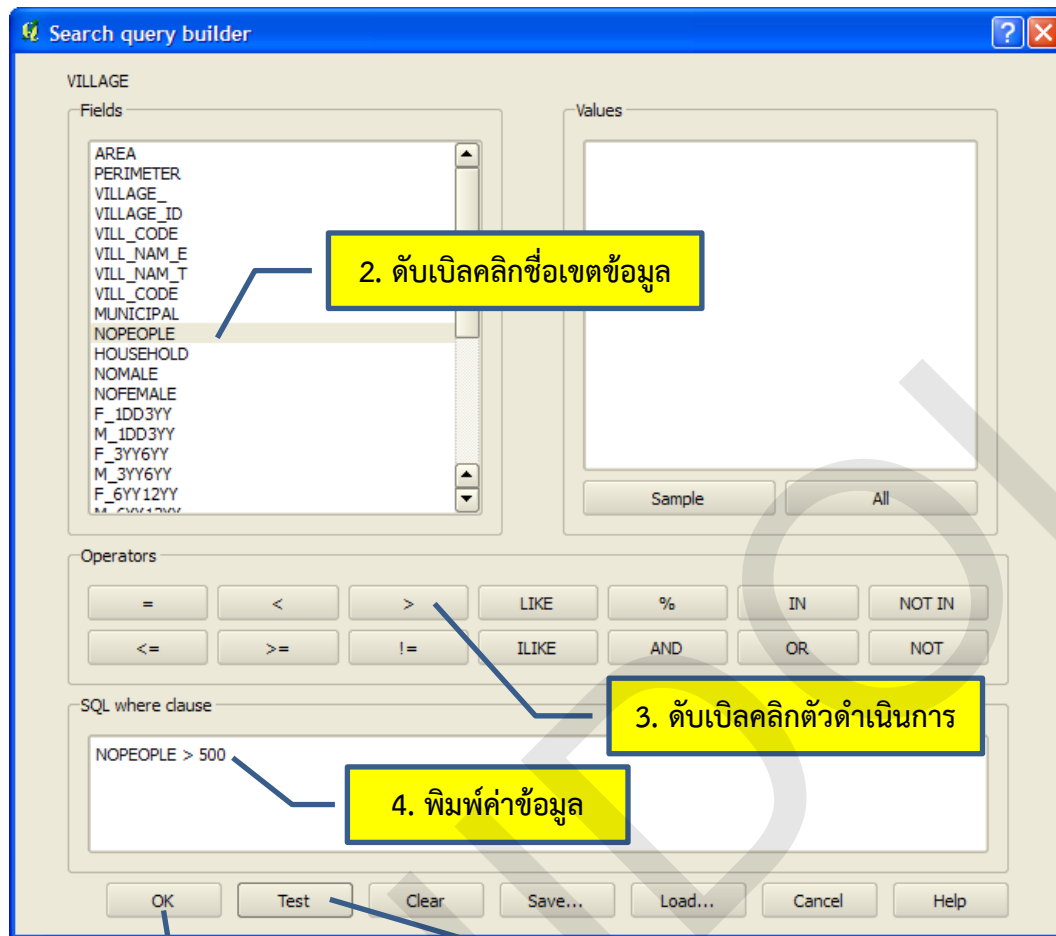 Search query builder
VILLAGE
Fields
Values
AREA
PERIMETER
VILLAGE_
VILLAGE_ID
VILL_CODE
VILL_NAM_E
VILL_NAM_T
VILL_CODE
MUNICIPAL
NOPEOPLE
HOUSEHOLD
NOMALE
NOFEMALE
F_1DD3YY
M_1DD3YY
F_3YY6YY
M_3YY6YY
F_6YY12YY
M_6YY12YY
2. ดับเบิลคลิกชื่อเขตข้อมูล
Sample All
Operators
= < > LIKE % IN NOT IN
<= >= != ILIKE AND OR NOT
3. ดับเบิลคลิกตัวดำเนินการ
SQL where clause
NOPEOPLE > 500
4. พิมพ์ค่าข้อมูล
OK Test Clear Save... Load... Cancel Help